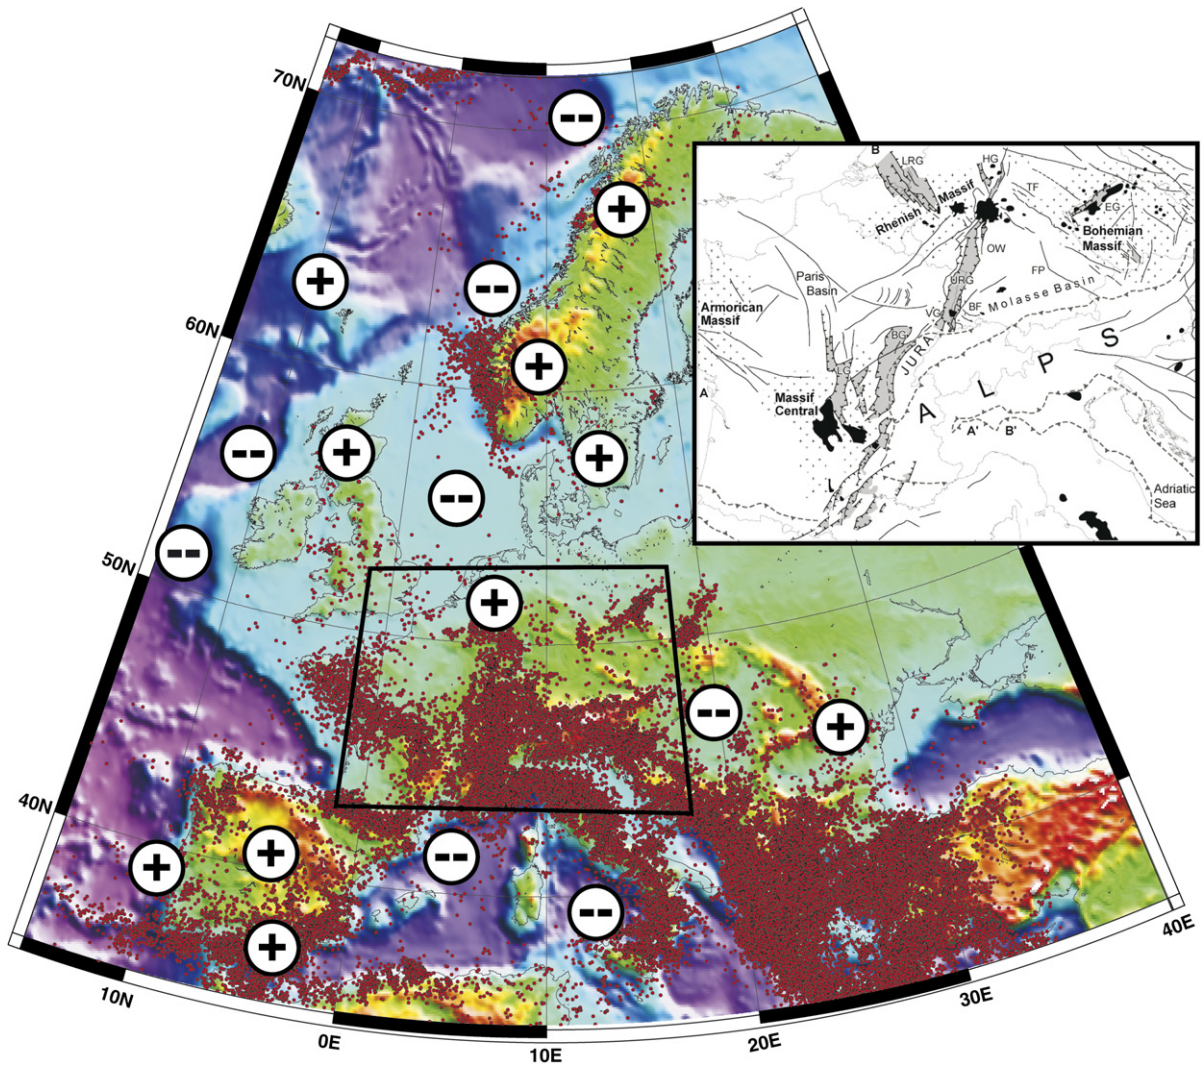 70N
60N
50N
40N
10N
0E
10E
20E
30E
40E
--
+
+
--
+
--
+
--
+
--
+
--
+
--
+
+
+
--
--
+
B
LRG
HG
Rhenish Massif
TF
EG
Bohemian
Massif
OW
Paris
Basin
URG
FP
Molasse Basin
Armorican
Massif
VG
BF
BG
JURA
ALPS
A
Massif
Central
A'
B'
Adriatic
Sea